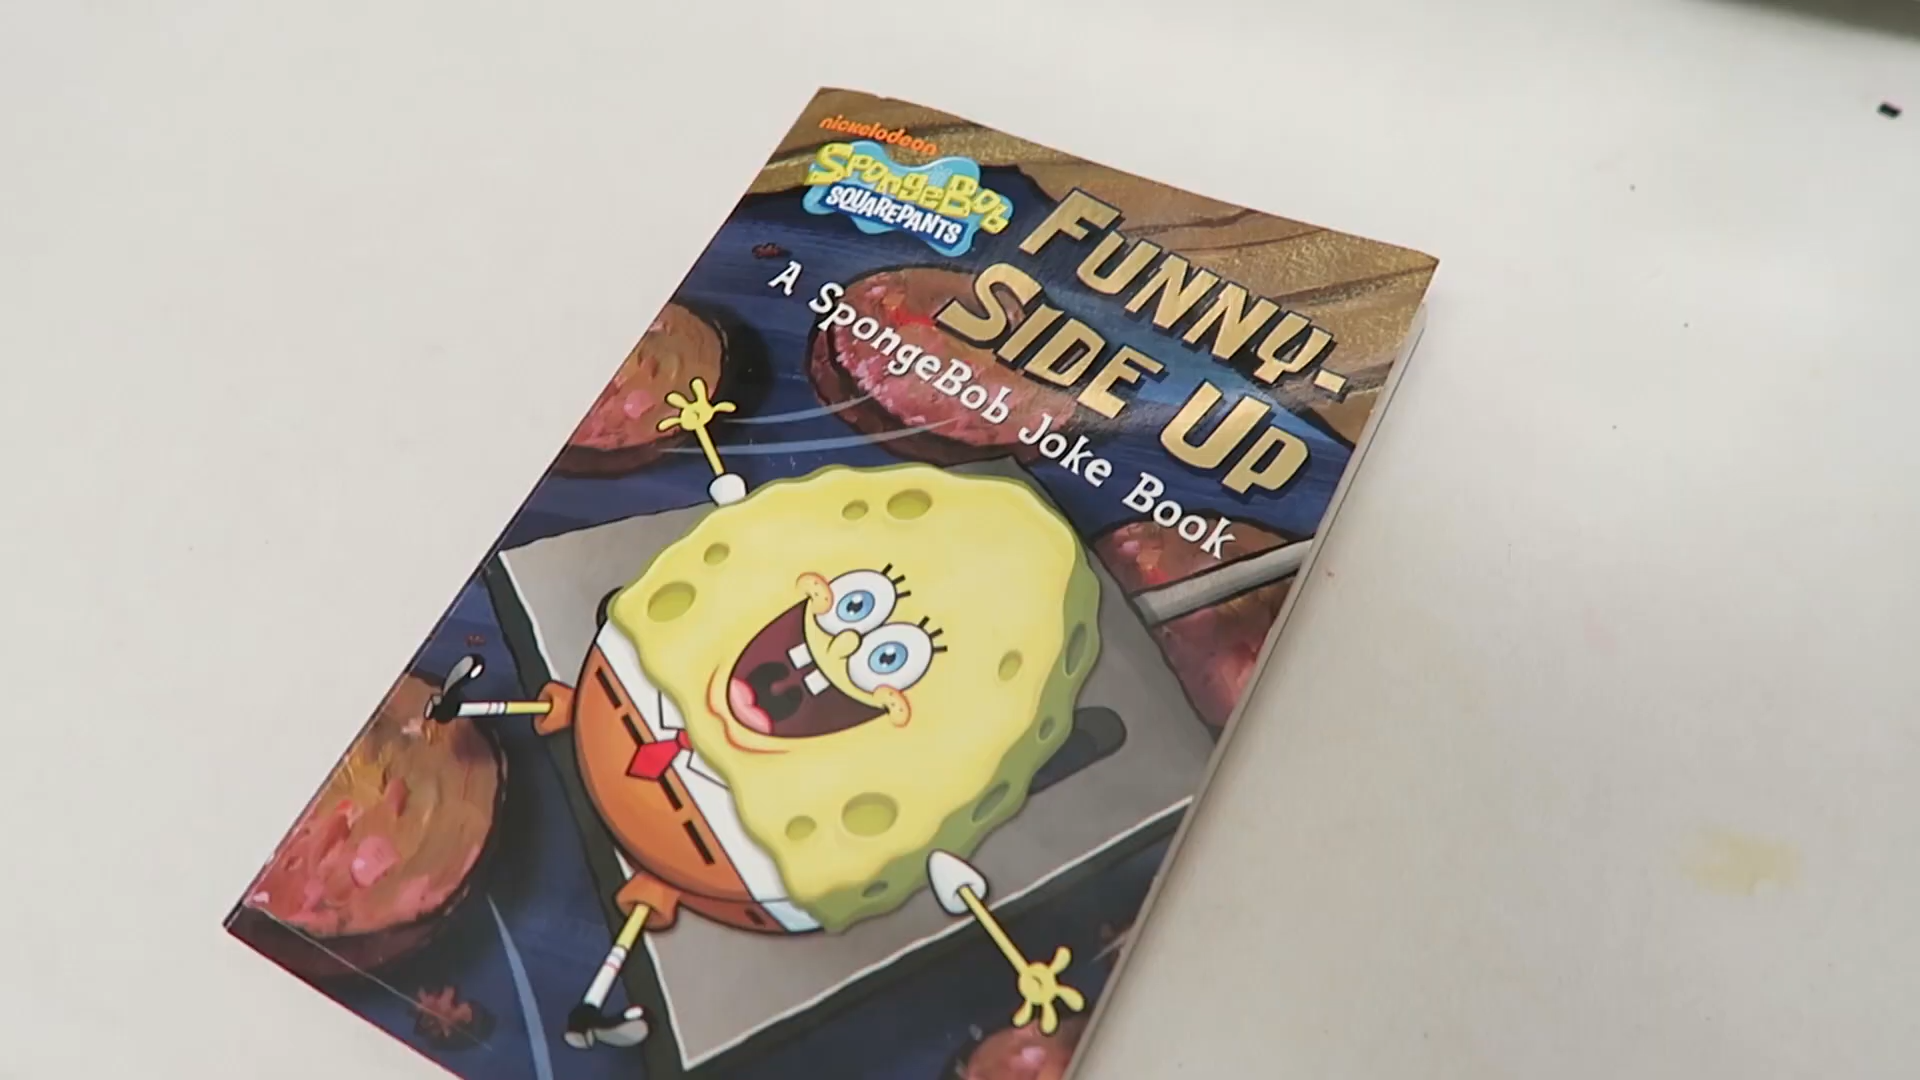 nickelodeon
SPONGEBOB
SQUAREPANTS
FUNNY-
SIDE UP
A SpongeBob Joke Book